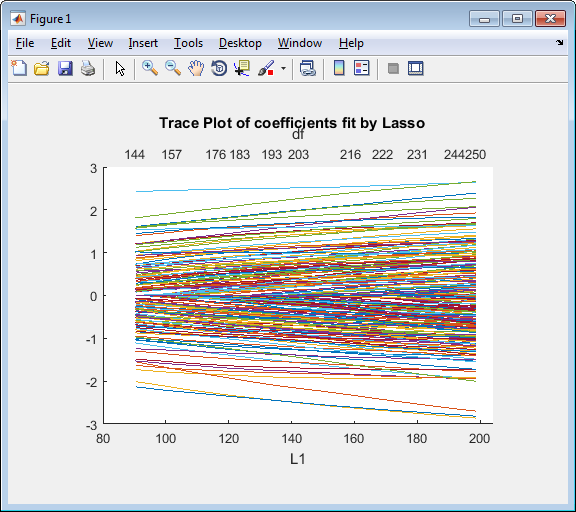 Figure 1
File Edit View Insert Tools Desktop Window Help
Trace Plot of coefficients fit by Lasso
df
144 157 176 183 193 203 216 222 231 244 250
3
2
1
0
-1
-2
-3
80 100 120 140 160 180 200
L1